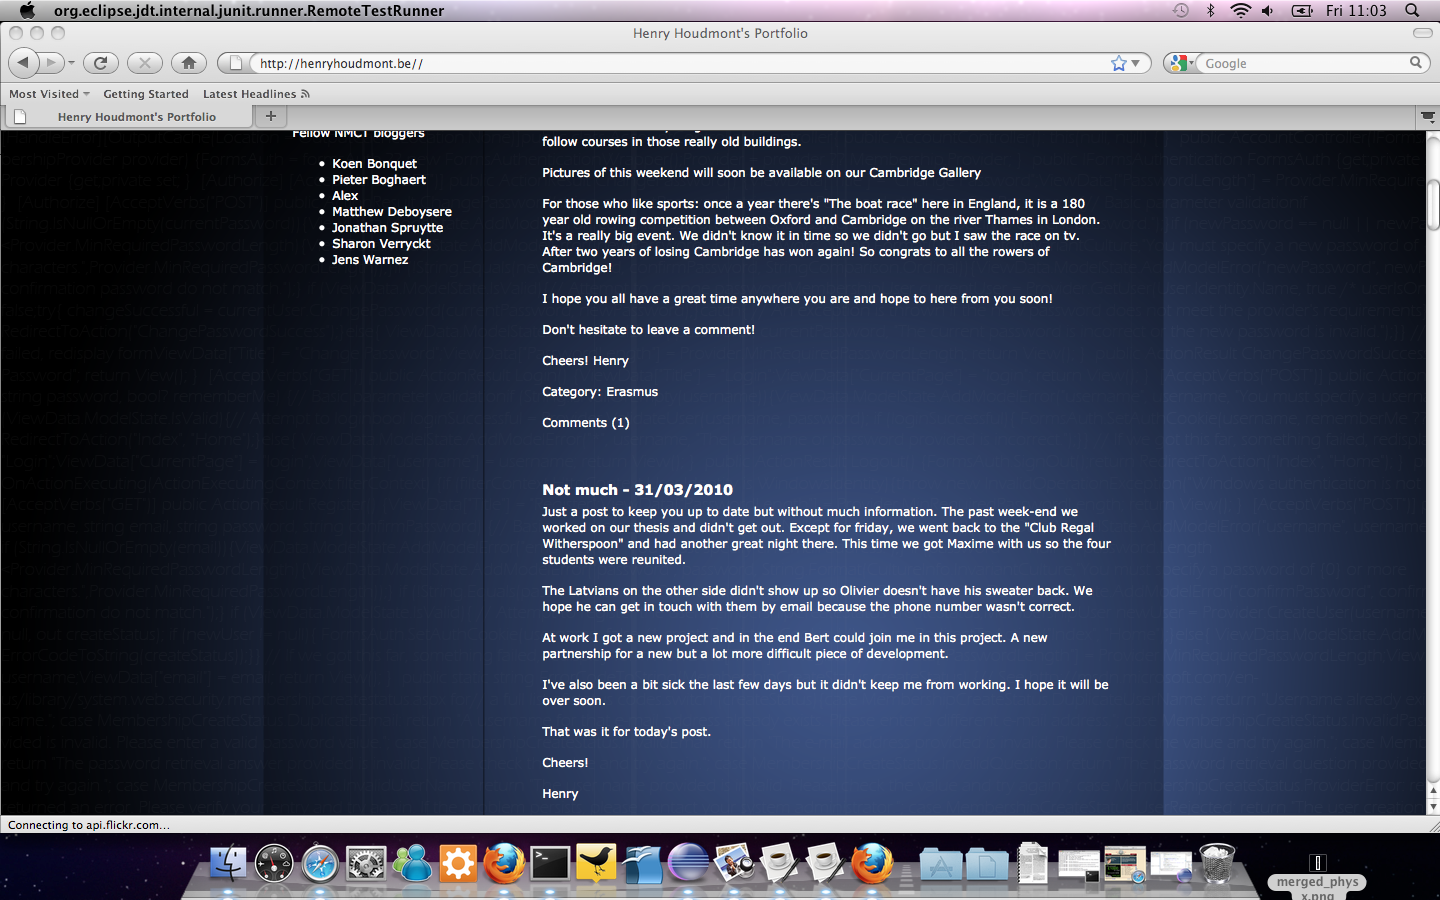 org.eclipse.jdt.internal.junit.runner.RemoteTestRunner
Fri 11:03
Henry Houdmont's Portfolio
http://henryhoudmont.be//
Google
Most Visited
Getting Started
Latest Headlines
Henry Houdmont's Portfolio
Fellow NMCT bloggers
• Koen Bonquet
• Pieter Boghaert
• Alex
• Matthew Deboysere
• Jonathan Spruytte
• Sharon Verryckt
• Jens Warnez
follow courses in those really old buildings.
Pictures of this weekend will soon be available on our Cambridge Gallery
For those who like sports: once a year there's "The boat race" here in England, it is a 180
year old rowing competition between Oxford and Cambridge on the river Thames in London.
It's a really big event. We didn't know it in time so we didn't go but I saw the race on tv.
After two years of losing Cambridge has won again! So congrats to all the rowers of
Cambridge!
I hope you all have a great time anywhere you are and hope to here from you soon!
Don't hesitate to leave a comment!
Cheers! Henry
Category: Erasmus
Comments (1)
Not much - 31/03/2010
Just a post to keep you up to date but without much information. The past week-end we
worked on our thesis and didn't get out. Except for friday, we went back to the "Club Regal
Witherspoon" and had another great night there. This time we got Maxime with us so the four
students were reunited.
The Latvians on the other side didn't show up so Olivier doesn't have his sweater back. We
hope he can get in touch with them by email because the phone number wasn't correct.
At work I got a new project and in the end Bert could join me in this project. A new
partnership for a new but a lot more difficult piece of development.
I've also been a bit sick the last few days but it didn't keep me from working. I hope it will be
over soon.
That was it for today's post.
Cheers!
Henry
Connecting to api.flickr.com...
merged_phys
x.png